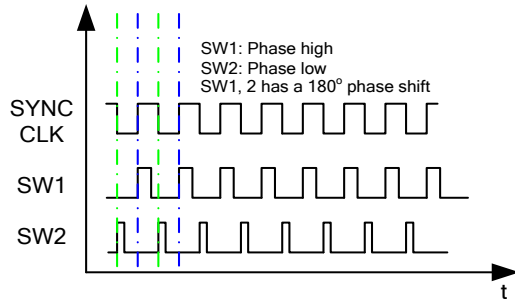 SW1: Phase high
SW2: Phase low
SW1, 2 has a 180° phase shift
SYNC
CLK
SW1
SW2
t